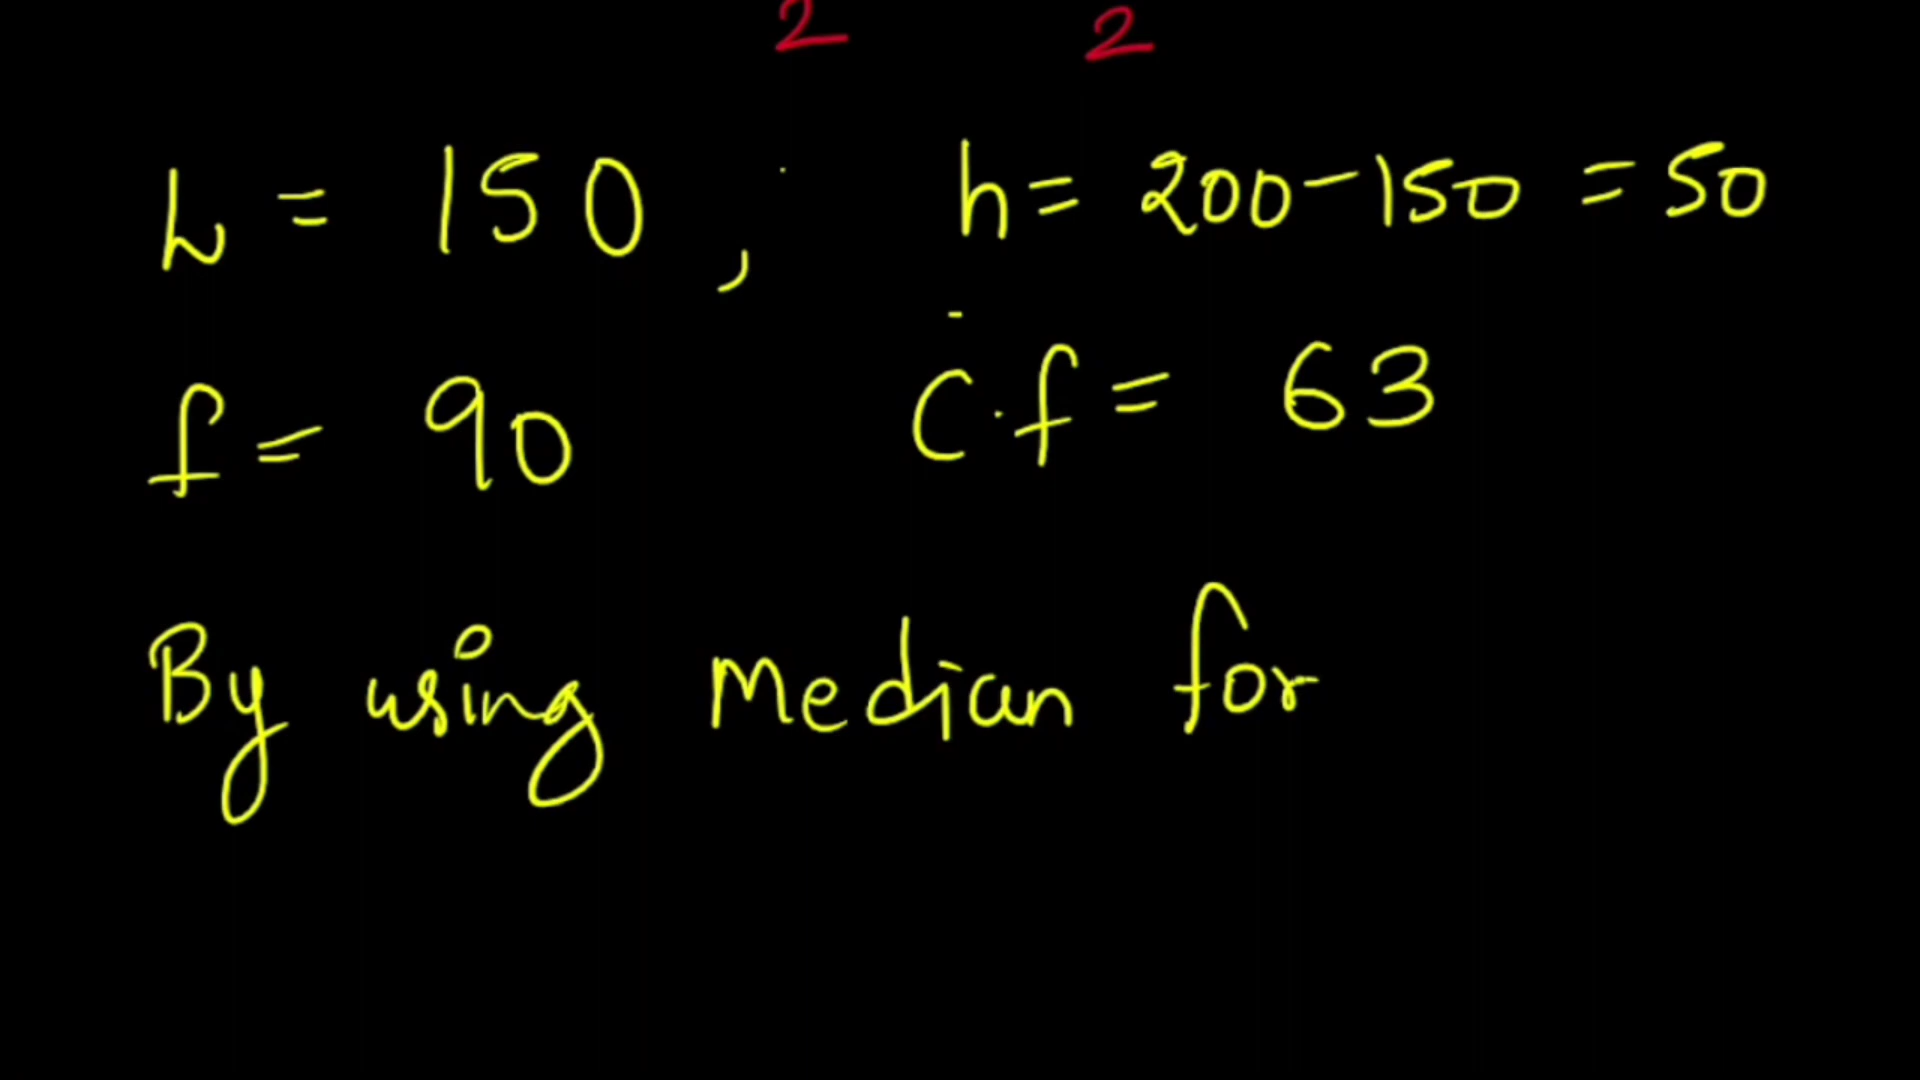 2 2
L = 150 , h = 200 - 150 = 50
f = 90 C.f = 63
By using Median for